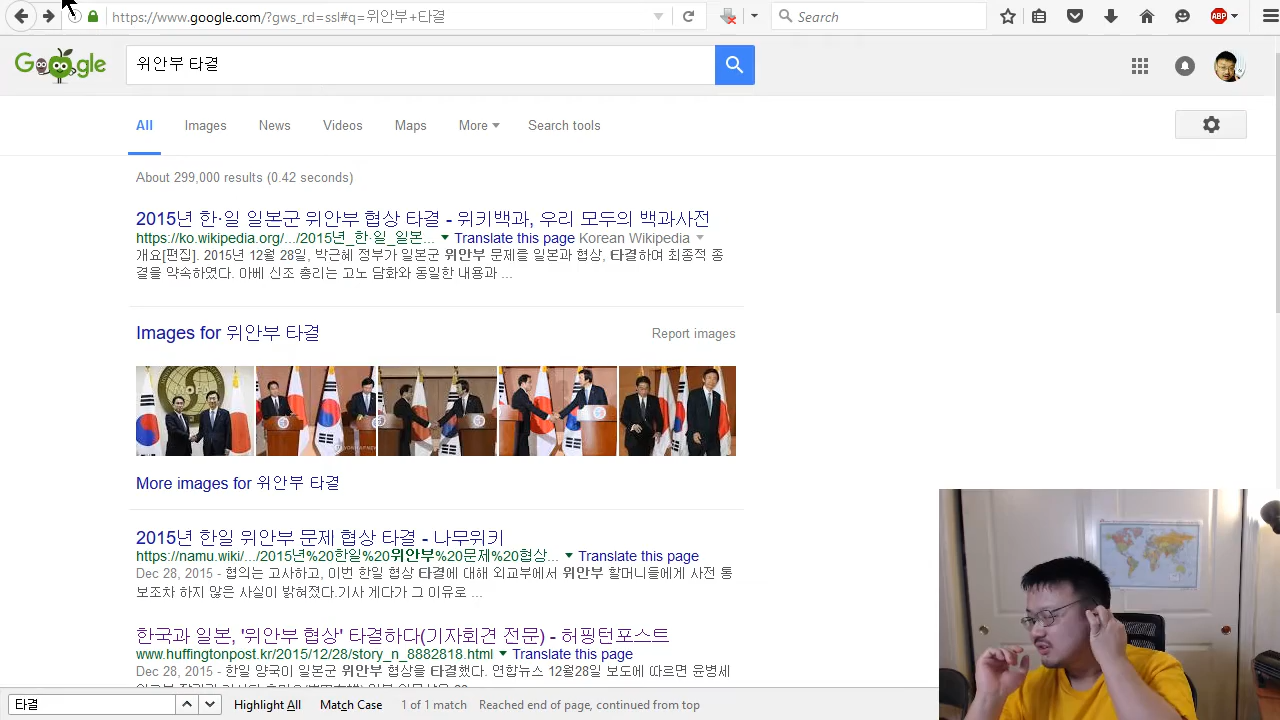 https://www.google.com/?gws_rd=ssl#q=위안부+타결
Search
ABP
Google
위안부 타결
All Images News Videos Maps More Search tools
About 299,000 results (0.42 seconds)
2015년 한·일 일본군 위안부 협상 타결 - 위키백과, 우리 모두의 백과사전
https://ko.wikipedia.org/.../2015년_한·일_일본... Translate this page Korean Wikipedia
개요[편집]. 2015년 12월 28일, 박근혜 정부가 일본군 위안부 문제를 일본과 협상, 타결하며 최종적 종
결을 약속하였다. 아베 신조 총리는 고노 담화와 동일한 내용과 ...
Images for 위안부 타결
Report images
More images for 위안부 타결
2015년 한일 위안부 문제 협상 타결 - 나무위키
https://namu.wiki/.../2015년%20한일%20위안부%20문제%20협상... Translate this page
Dec 28, 2015 - 협의는 고사하고, 이번 한일 협상 타결에 대해 외교부에서 위안부 할머니들에게 사전 통
보조차 하지 않은 사실이 밝혀졌다.기사 게다가 그 이유로 ...
한국과 일본, '위안부 협상' 타결하다(기자회견 전문) - 허핑턴포스트
www.huffingtonpost.kr/2015/12/28/story_n_8882818.html Translate this page
Dec 28, 2015 - 한일 양국이 일본군 위안부 협상을 타결했다. 연합뉴스 12월28일 보도에 따르면 윤병세
타결 Highlight All Match Case 1 of 1 match Reached end of page, continued from top